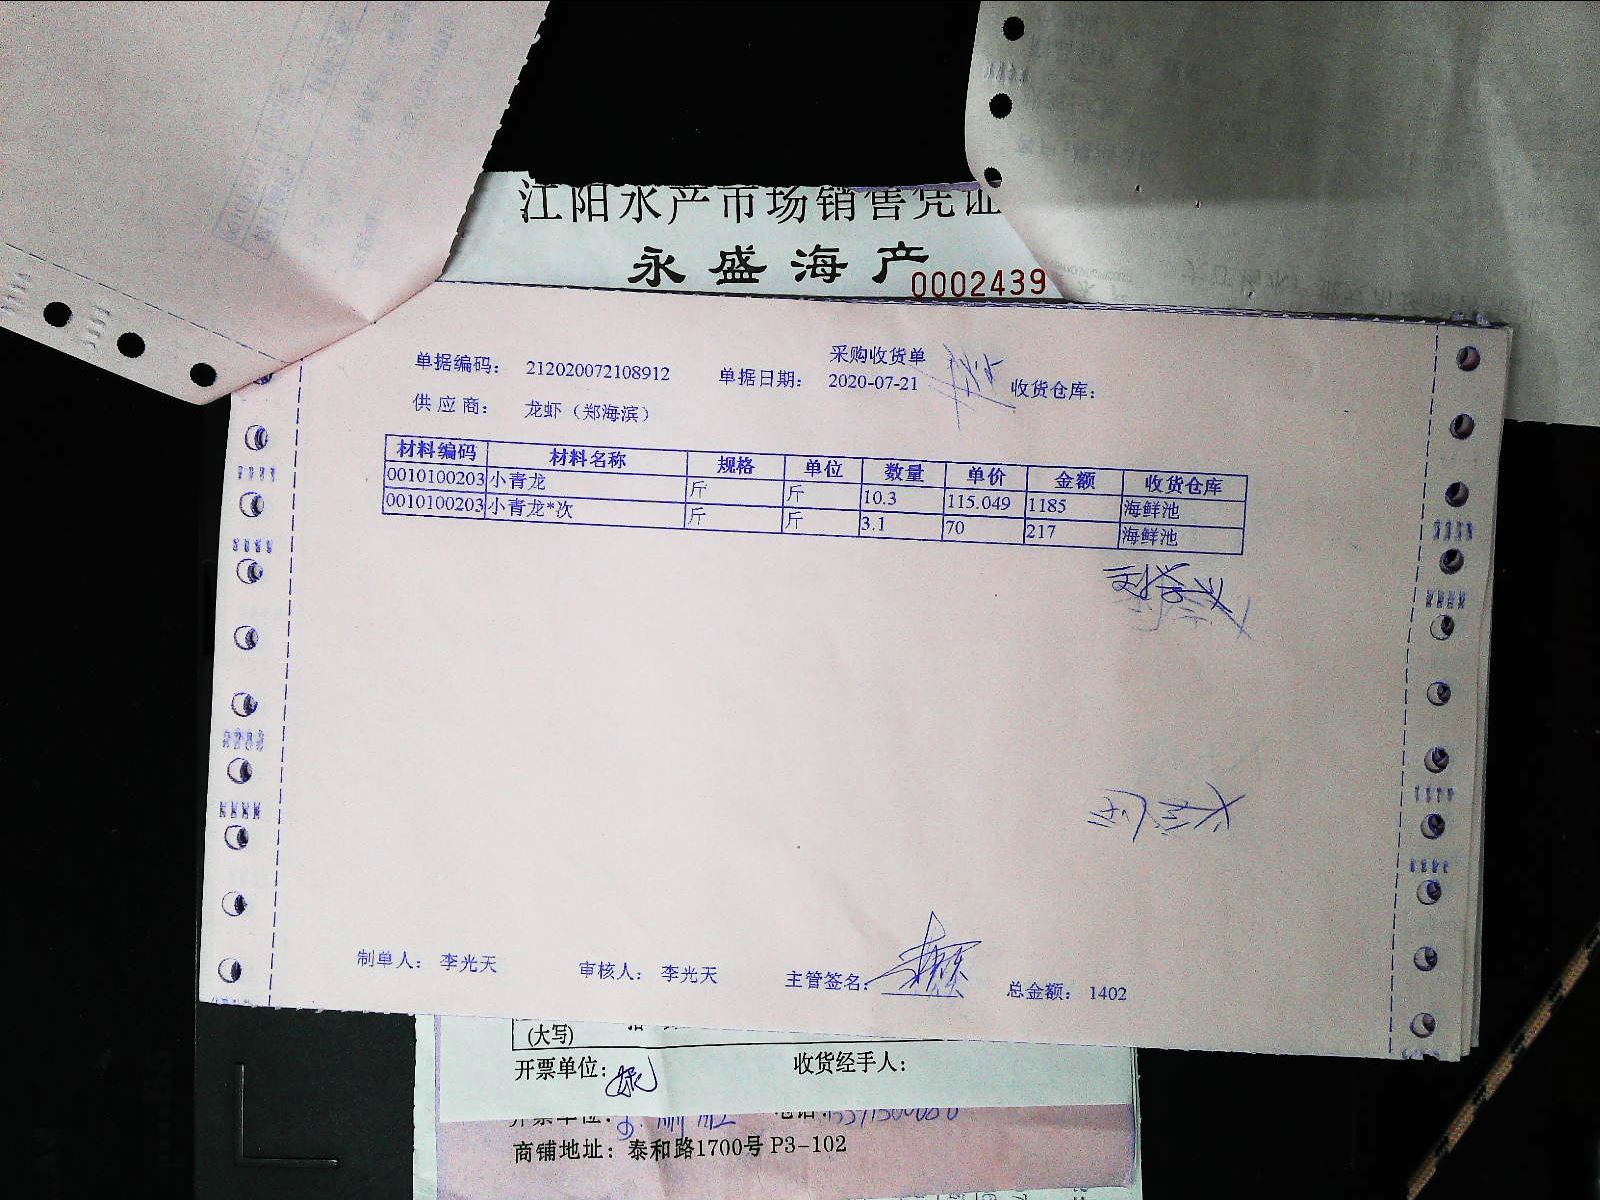 江阳水产市场销售凭证
永盛海产
0002439
采购收货单
单据编码： 212020072108912 单据日期： 2020-07-21 收货仓库：
供应商： 龙虾（郑海滨）
材料编码 材料名称 规格 单位 数量 单价 金额 收货仓库
0010100203 小青龙 斤 斤 10.3 115.049 1185 海鲜池
0010100203 小青龙*次 斤 斤 3.1 70 217 海鲜池
制单人： 李光天 审核人： 李光天 主管签名： 总金额： 1402
(大写)
开票单位： 收货经手人：
开票单位： 电话：
商铺地址： 泰和路1700号 P3-102